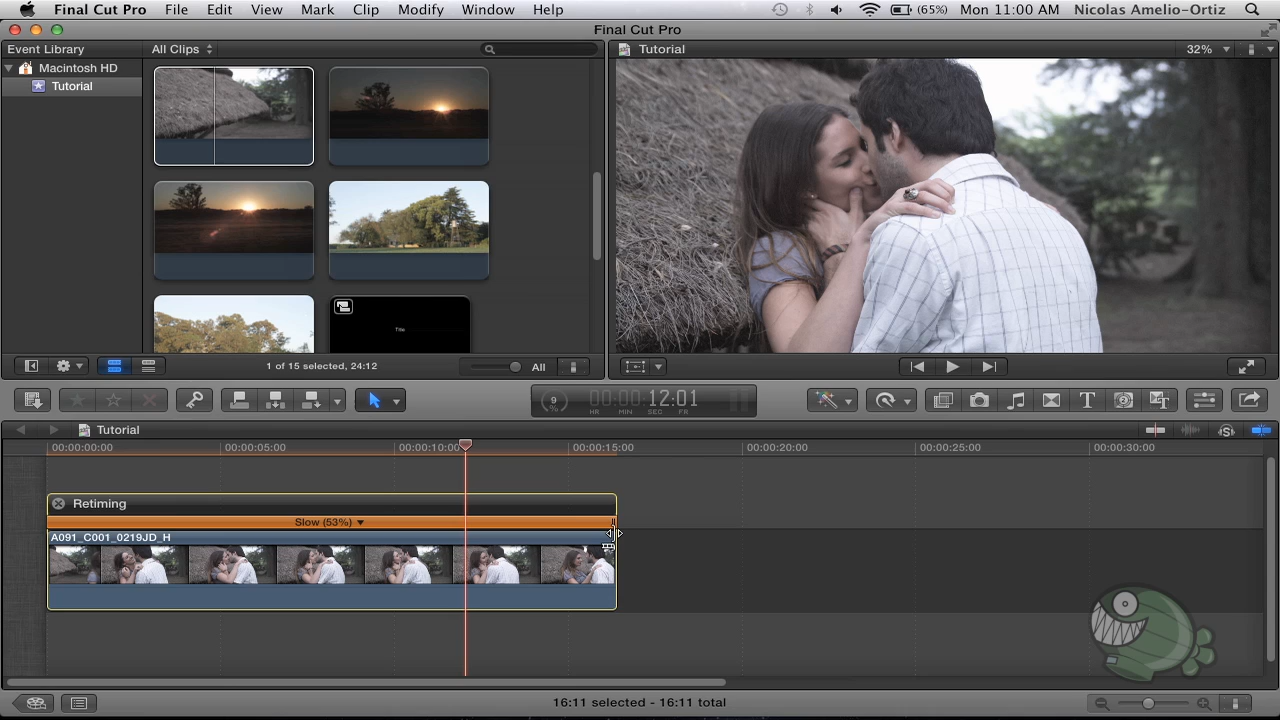 Final Cut Pro File Edit View Mark Clip Modify Window Help (65%) Mon 11:00 AM Nicolas Amelio-Ortiz
Final Cut Pro
Event Library All Clips Tutorial 32%
Macintosh HD
Tutorial
Title
1 of 15 selected, 24:12 All
9 % 00:00:12:01
HR MIN SEC FR
Tutorial
00:00:00:00 00:00:05:00 00:00:10:00 00:00:15:00 00:00:20:00 00:00:25:00 00:00:30:00
Retiming
Slow (53%)
A091_C001_0219JD_H
16:11 selected - 16:11 total